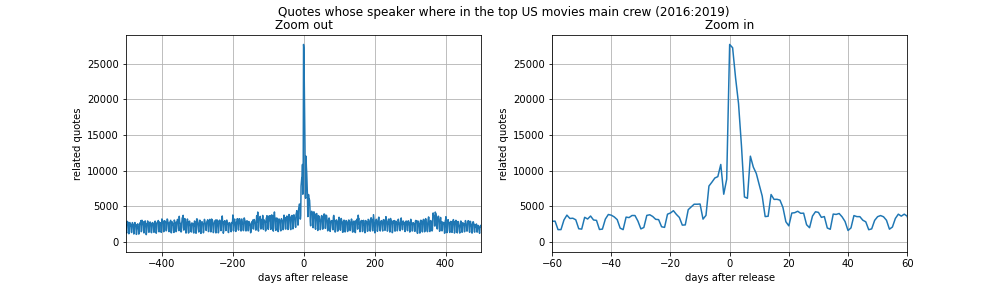 Quotes whose speaker where in the top US movies main crew (2016:2019)
Zoom out
related quotes
25000
20000
15000
10000
5000
0
−400 −200 0 200 400
days after release
Zoom in
related quotes
25000
20000
15000
10000
5000
0
−60 −40 −20 0 20 40 60
days after release